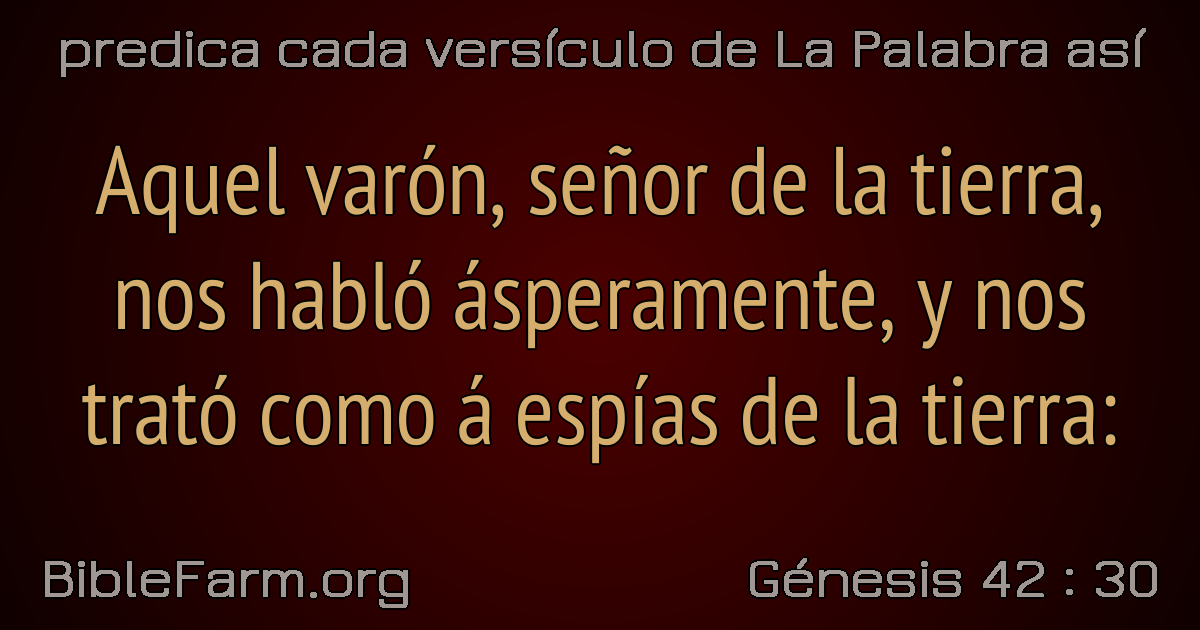 predica cada versículo de La Palabra así
Aquel varón, señor de la tierra,
nos habló ásperamente, y nos
trató como á espías de la tierra:
BibleFarm.org
Génesis 42 : 30